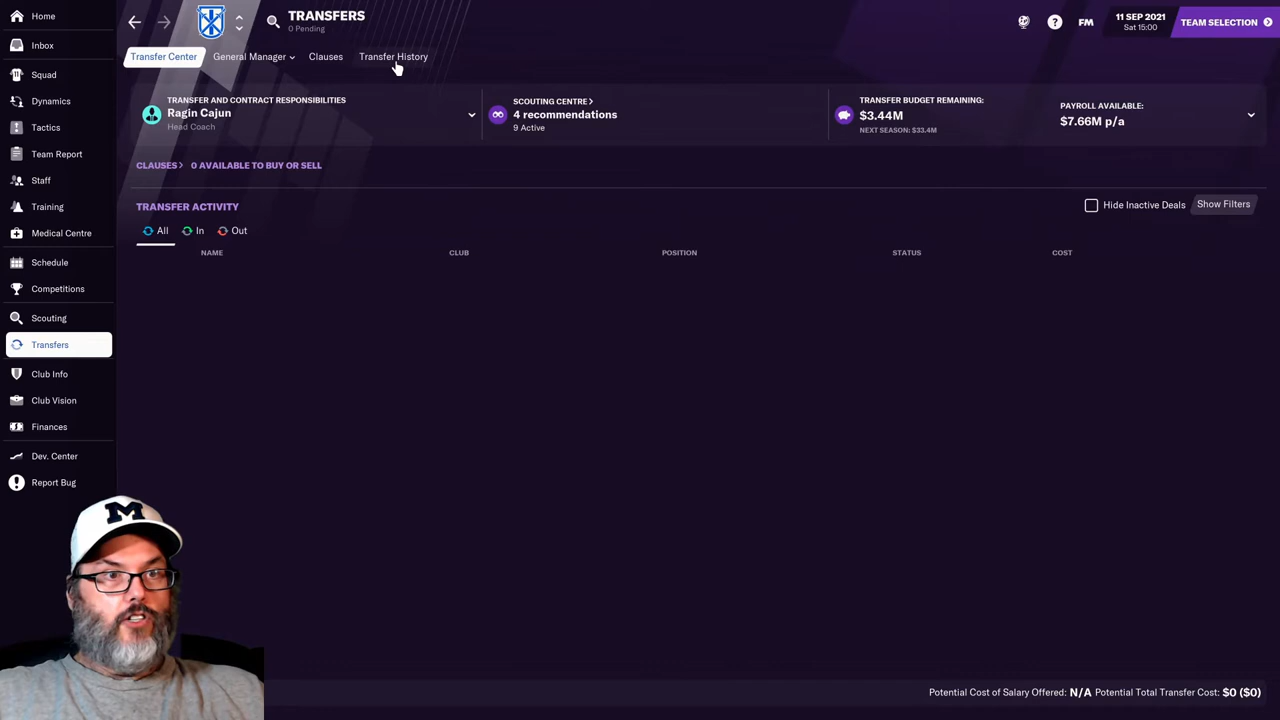 Home
Inbox
Squad
Dynamics
Tactics
Team Report
Staff
Training
Medical Centre
Schedule
Competitions
Scouting
Transfers
Club Info
Club Vision
Finances
Dev. Center
Report Bug
TRANSFERS
0 Pending
FM
11 SEP 2021
Sat 15:00
TEAM SELECTION
Transfer Center
General Manager
Clauses
Transfer History
TRANSFER AND CONTRACT RESPONSIBILITIES
Ragin Cajun
Head Coach
SCOUTING CENTRE >
4 recommendations
9 Active
TRANSFER BUDGET REMAINING:
$3.44M
NEXT SEASON: $33.4M
PAYROLL AVAILABLE:
$7.66M p/a
CLAUSES > 0 AVAILABLE TO BUY OR SELL
TRANSFER ACTIVITY
Hide Inactive Deals
Show Filters
All
In
Out
NAME
CLUB
POSITION
STATUS
COST
M
Potential Cost of Salary Offered: N/A Potential Total Transfer Cost: $0 ($0)